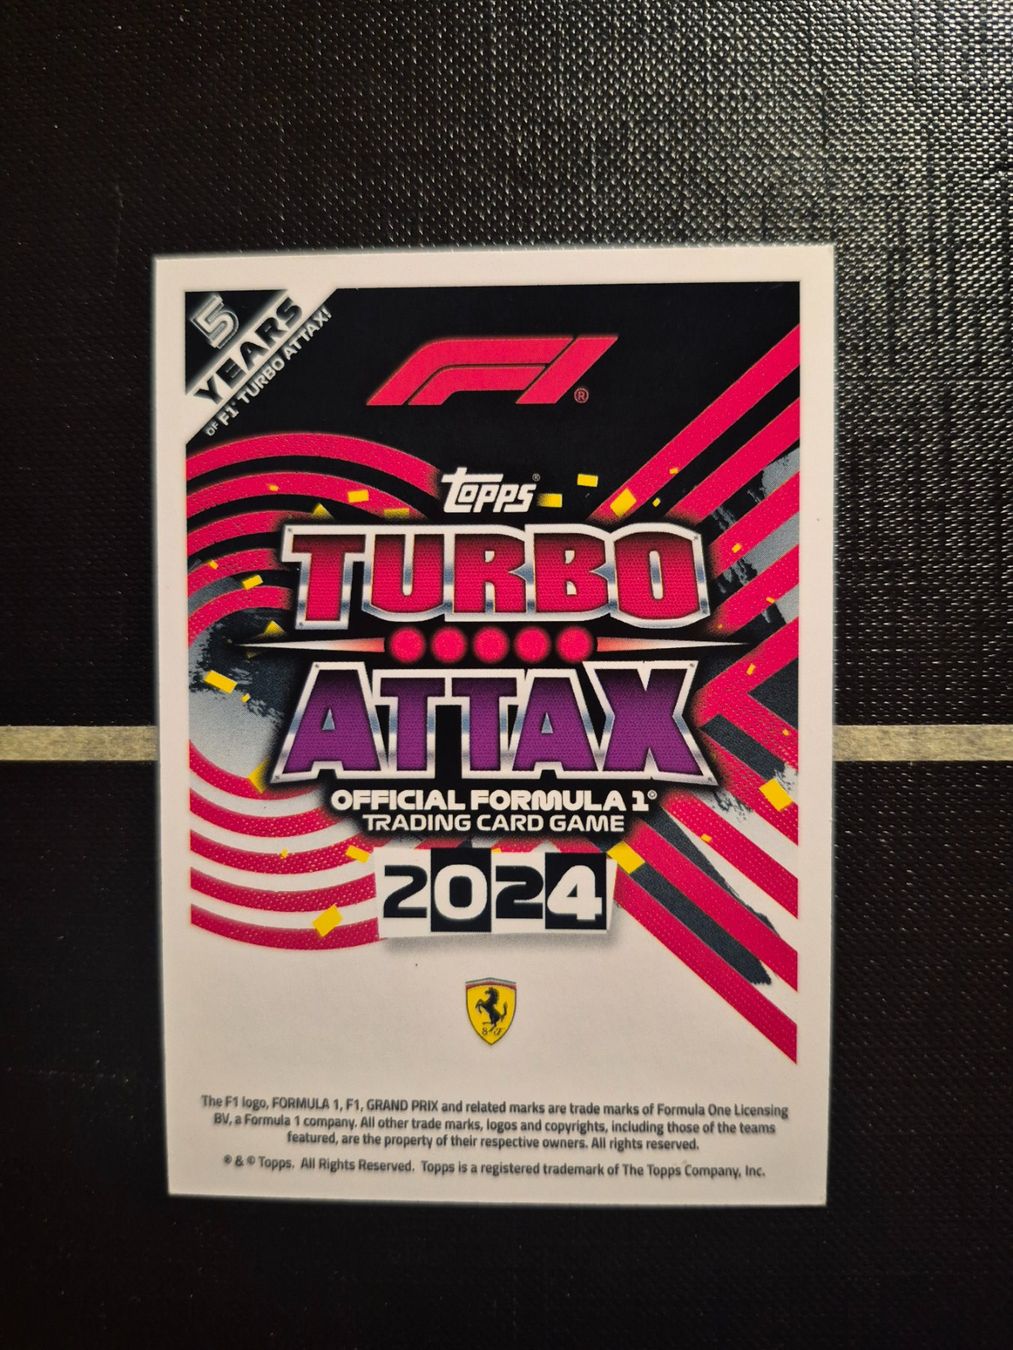 5
YEARS
OF F1® TURBO ATTAX!
F1®
Topps®
TURBO
ATTAX
OFFICIAL FORMULA 1®
TRADING CARD GAME
2024
S F
The F1 logo, FORMULA 1, F1, GRAND PRIX and related marks are trade marks of Formula One Licensing
BV, a Formula 1 company. All other trade marks, logos and copyrights, including those of the teams
featured, are the property of their respective owners. All rights reserved.
® & © Topps. All Rights Reserved. Topps is a registered trademark of The Topps Company, Inc.